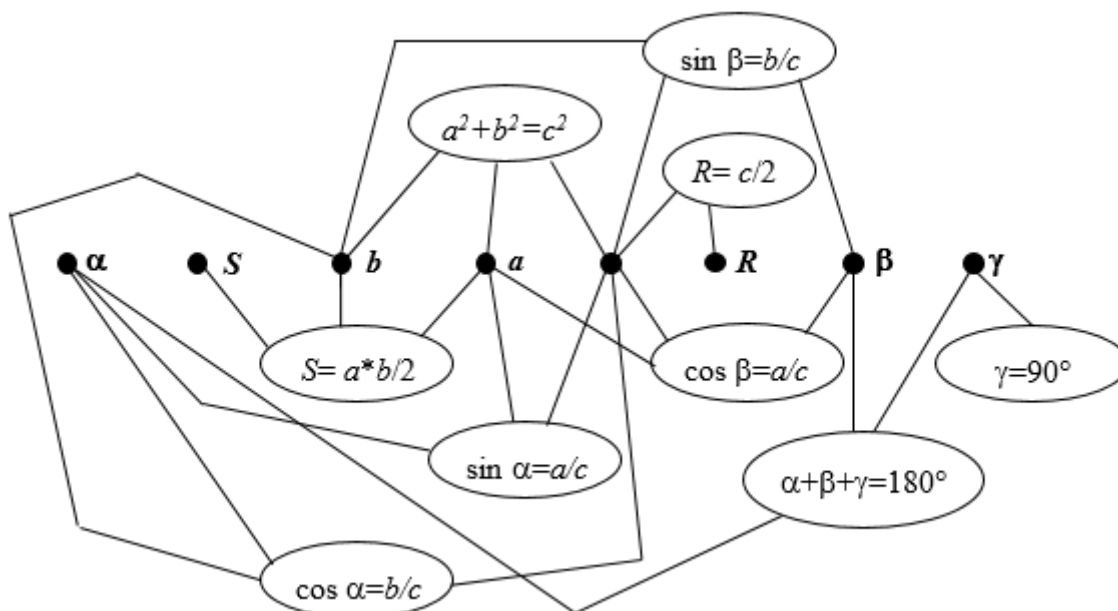 sin β=b/c
a²+b²=c²
R= c/2
α S b a R β γ
S= a*b/2
cos β=a/c
γ=90°
sin α=a/c
α+β+γ=180°
cos α=b/c